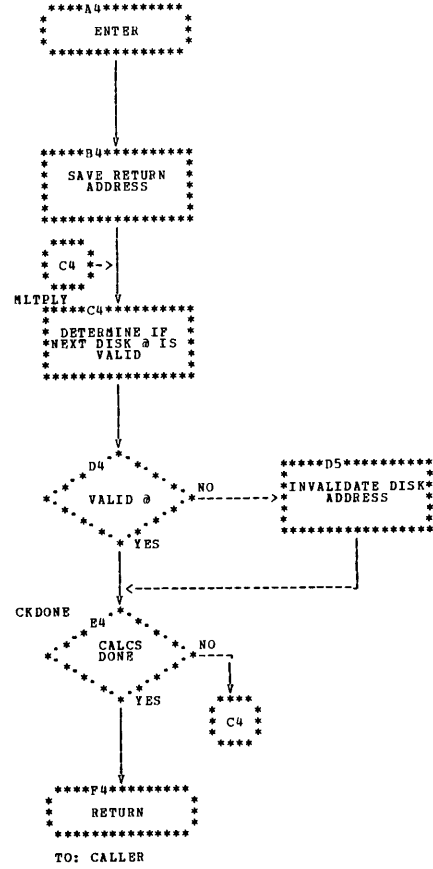 A4
ENTER
B4
SAVE RETURN
ADDRESS
C4
MLTPLY
C4
DETERMINE IF
NEXT DISK @ IS
VALID
D4
VALID @
NO
YES
D5
INVALIDATE DISK
ADDRESS
CKDONE
E4
CALCS
DONE
NO
YES
C4
F4
RETURN
TO: CALLER